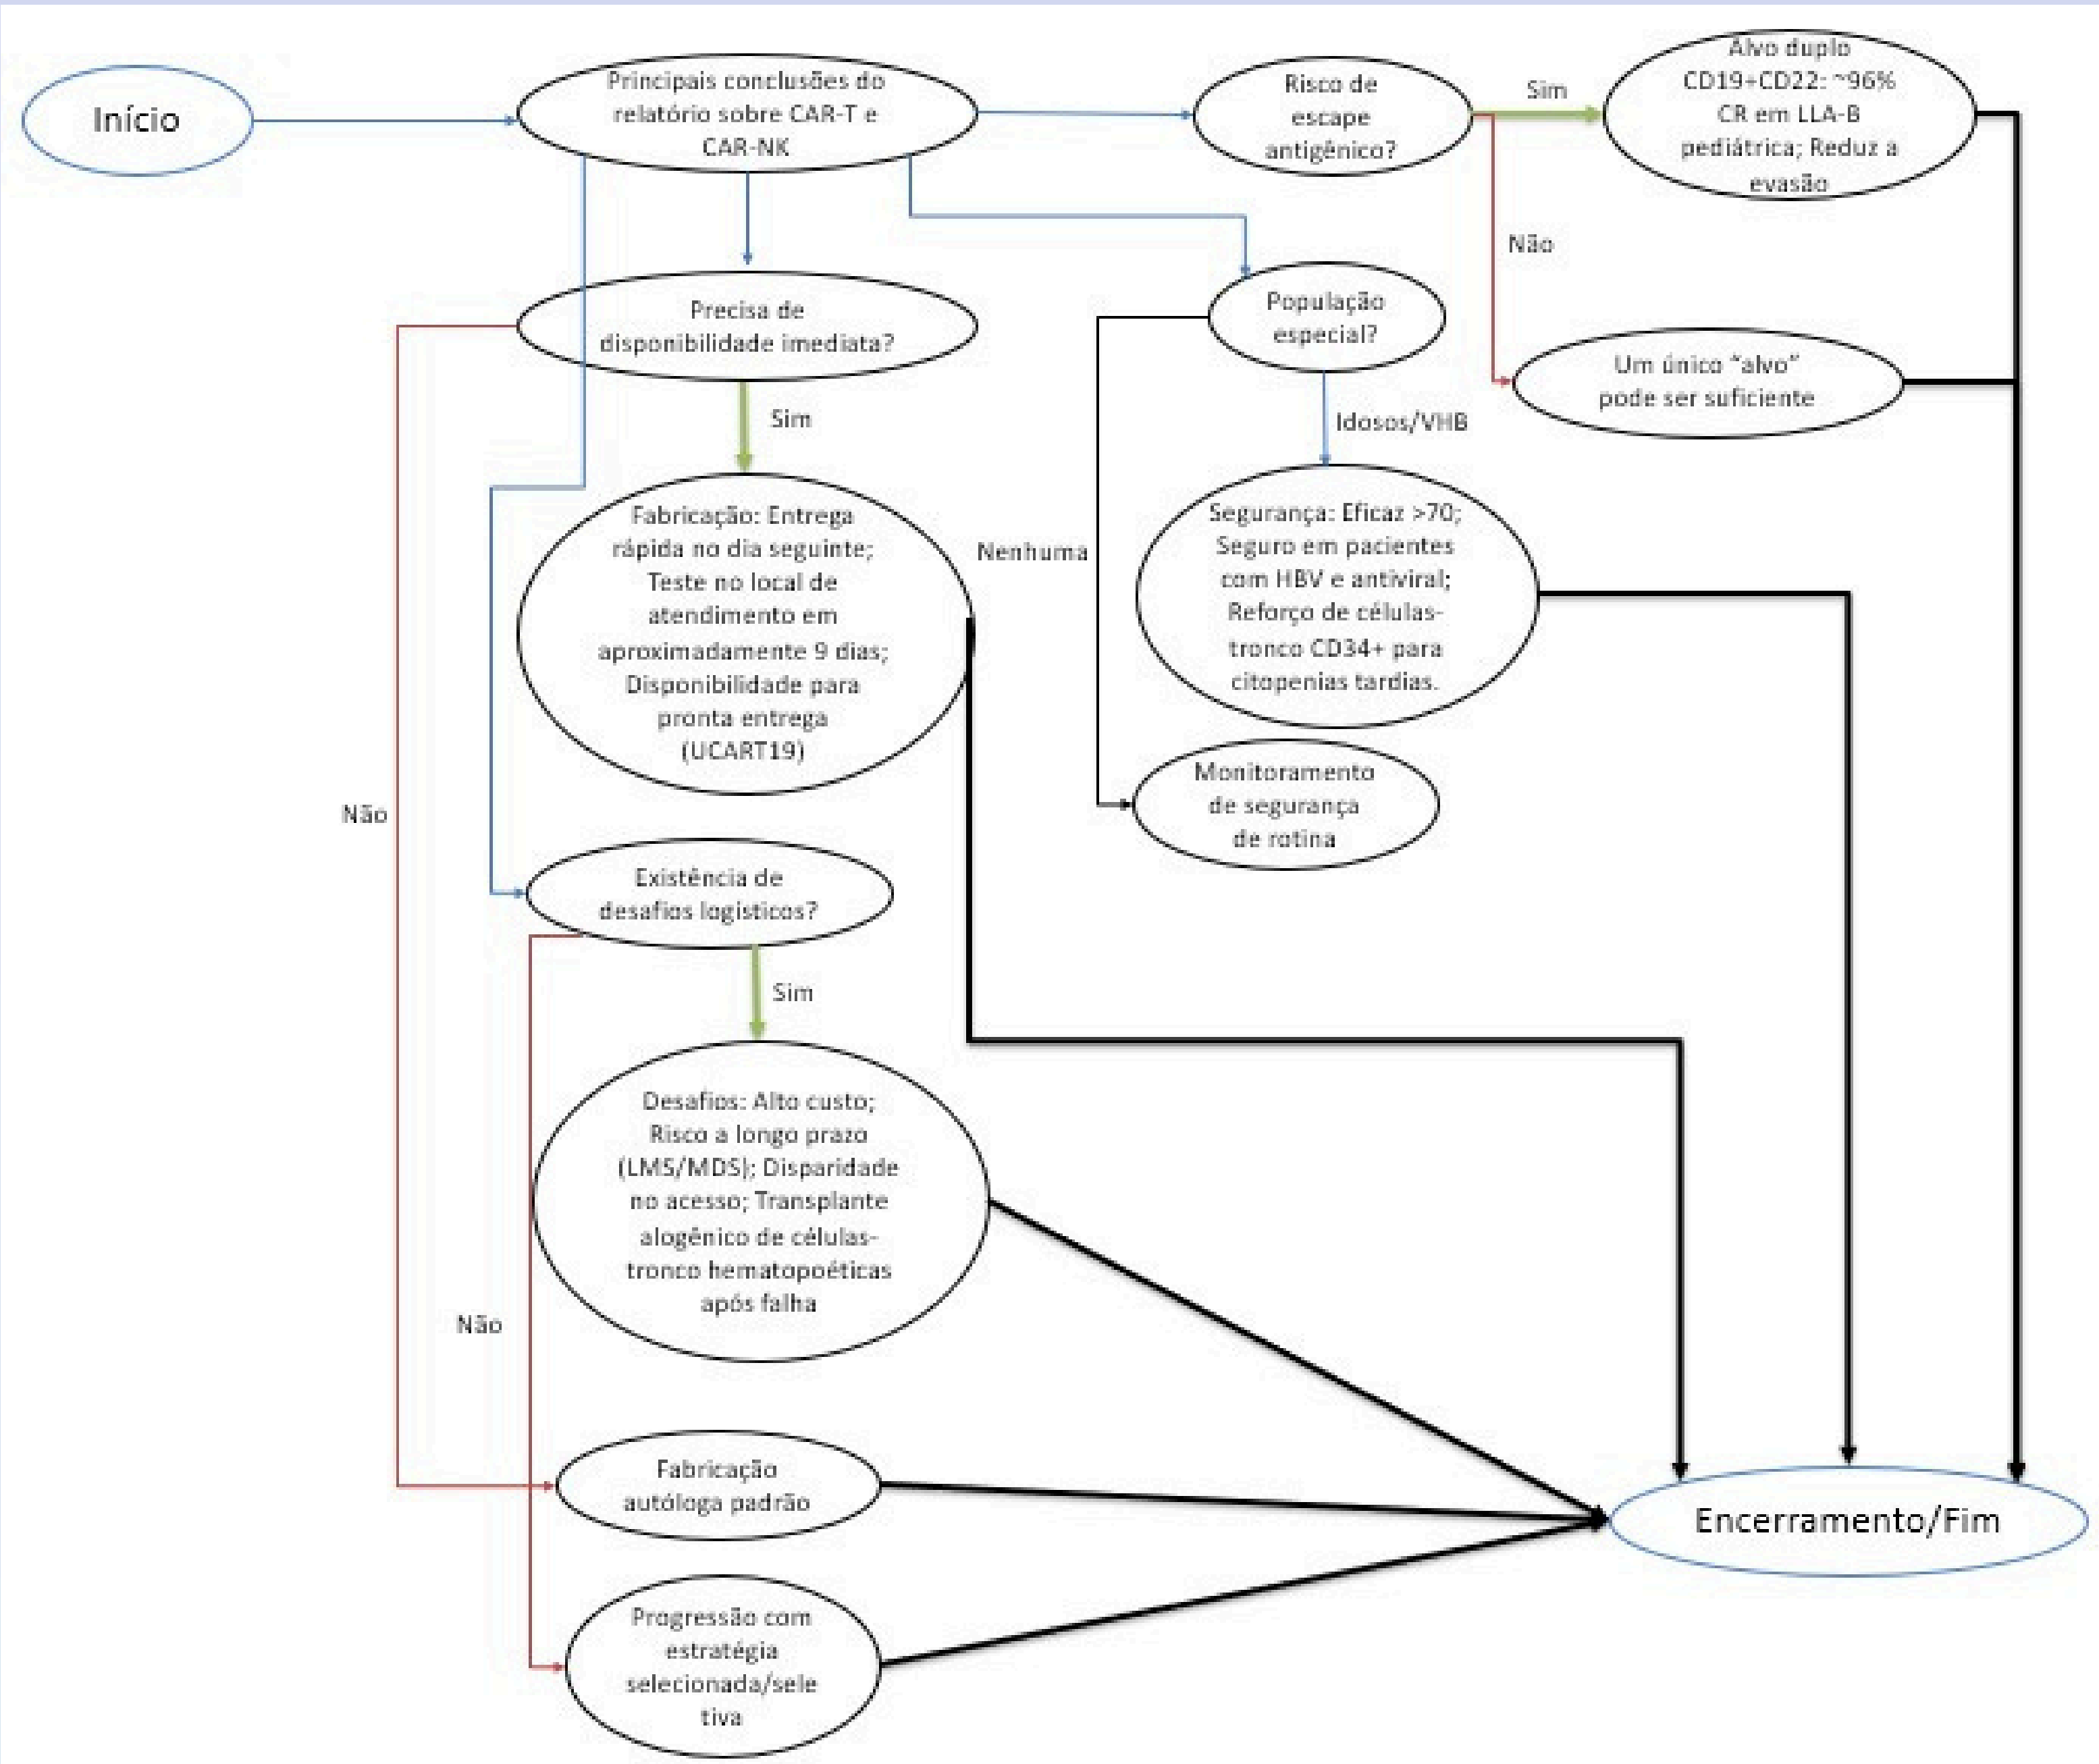 Início
Principais conclusões do
relatório sobre CAR-T e
CAR-NK
Risco de
escape
antigênico?
Sim
Alvo duplo
CD19+CD22: ~96%
CR em LLA-B
pediátrica; Reduz a
evasão
Não
Precisa de
disponibilidade imediata?
População
especial?
Um único “alvo”
pode ser suficiente
Sim
Idosos/VHB
Fabricação: Entrega
rápida no dia seguinte;
Teste no local de
atendimento em
aproximadamente 9 dias;
Disponibilidade para
pronta entrega
(UCART19)
Nenhuma
Segurança: Eficaz >70;
Seguro em pacientes
com HBV e antiviral;
Reforço de células-
tronco CD34+ para
citopenias tardias.
Monitoramento
de segurança
de rotina
Não
Existência de
desafios logísticos?
Sim
Desafios: Alto custo;
Risco a longo prazo
(LMS/MDS); Disparidade
no acesso; Transplante
alogênico de células-
tronco hematopoéticas
após falha
Não
Fabricação
autóloga padrão
Encerramento/Fim
Progressão com
estratégia
selecionada/sele
tiva